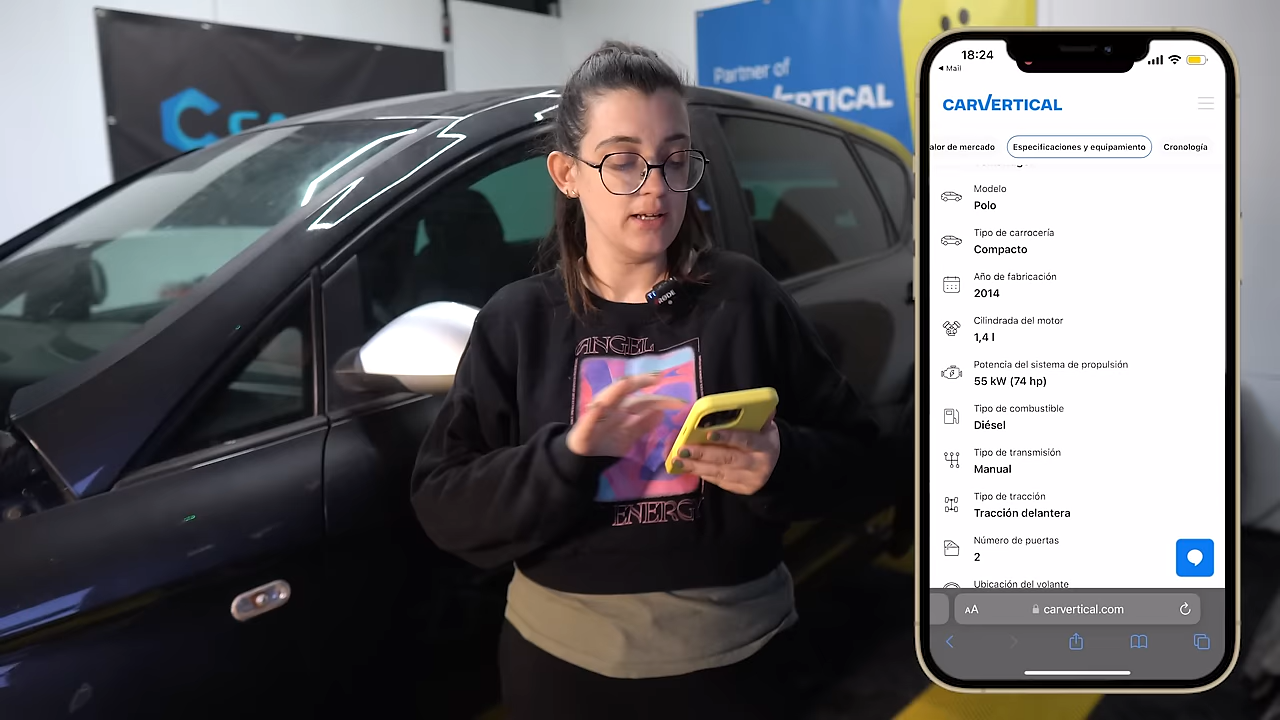 Partner of
ANGEL
ENERG
RØDE
18:24
Mail
CARVERTICAL
alor de mercado
Especificaciones y equipamiento
Cronología
Modelo
Polo
Tipo de carrocería
Compacto
Año de fabricación
2014
Cilindrada del motor
1,4 l
Potencia del sistema de propulsión
55 kW (74 hp)
Tipo de combustible
Diésel
Tipo de transmisión
Manual
Tipo de tracción
Tracción delantera
Número de puertas
2
Ubicación del volante
AA
carvertical.com